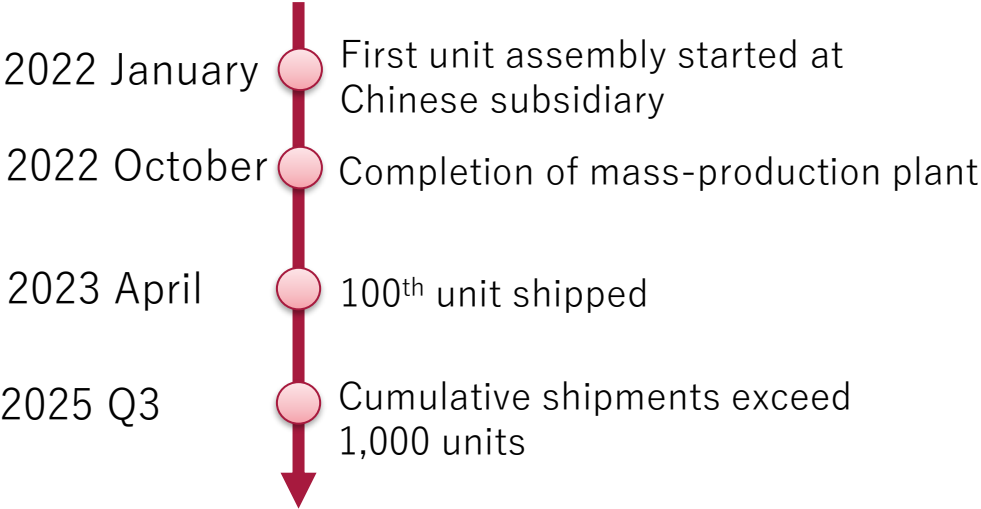 2022 January
First unit assembly started at
Chinese subsidiary
2022 October
Completion of mass-production plant
2023 April
100th unit shipped
2025 Q3
Cumulative shipments exceed
1,000 units